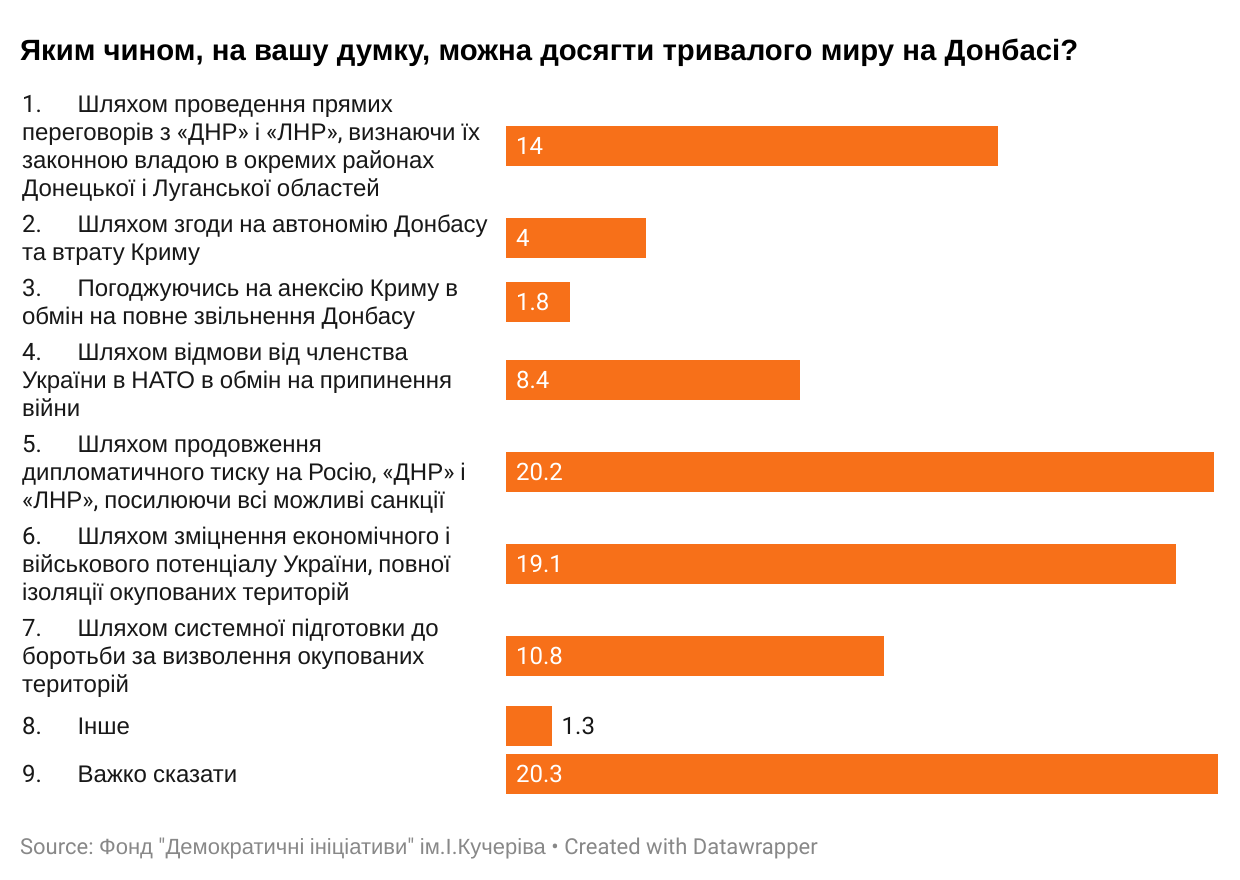 Яким чином, на вашу думку, можна досягти тривалого миру на Донбасі?
1. Шляхом проведення прямих
переговорів з «ДНР» і «ЛНР», визнаючи їх
законною владою в окремих районах
Донецької і Луганської областей
14
2. Шляхом згоди на автономію Донбасу
та втрату Криму
4
3. Погоджуючись на анексію Криму в
обмін на повне звільнення Донбасу
1.8
4. Шляхом відмови від членства
України в НАТО в обмін на припинення
війни
8.4
5. Шляхом продовження
дипломатичного тиску на Росію, «ДНР» і
«ЛНР», посилюючи всі можливі санкції
20.2
6. Шляхом зміцнення економічного і
військового потенціалу України, повної
ізоляції окупованих територій
19.1
7. Шляхом системної підготовки до
боротьби за визволення окупованих
територій
10.8
8. Інше
1.3
9. Важко сказати
20.3
Source: Фонд "Демократичні ініціативи" ім.І.Кучеріва • Created with Datawrapper